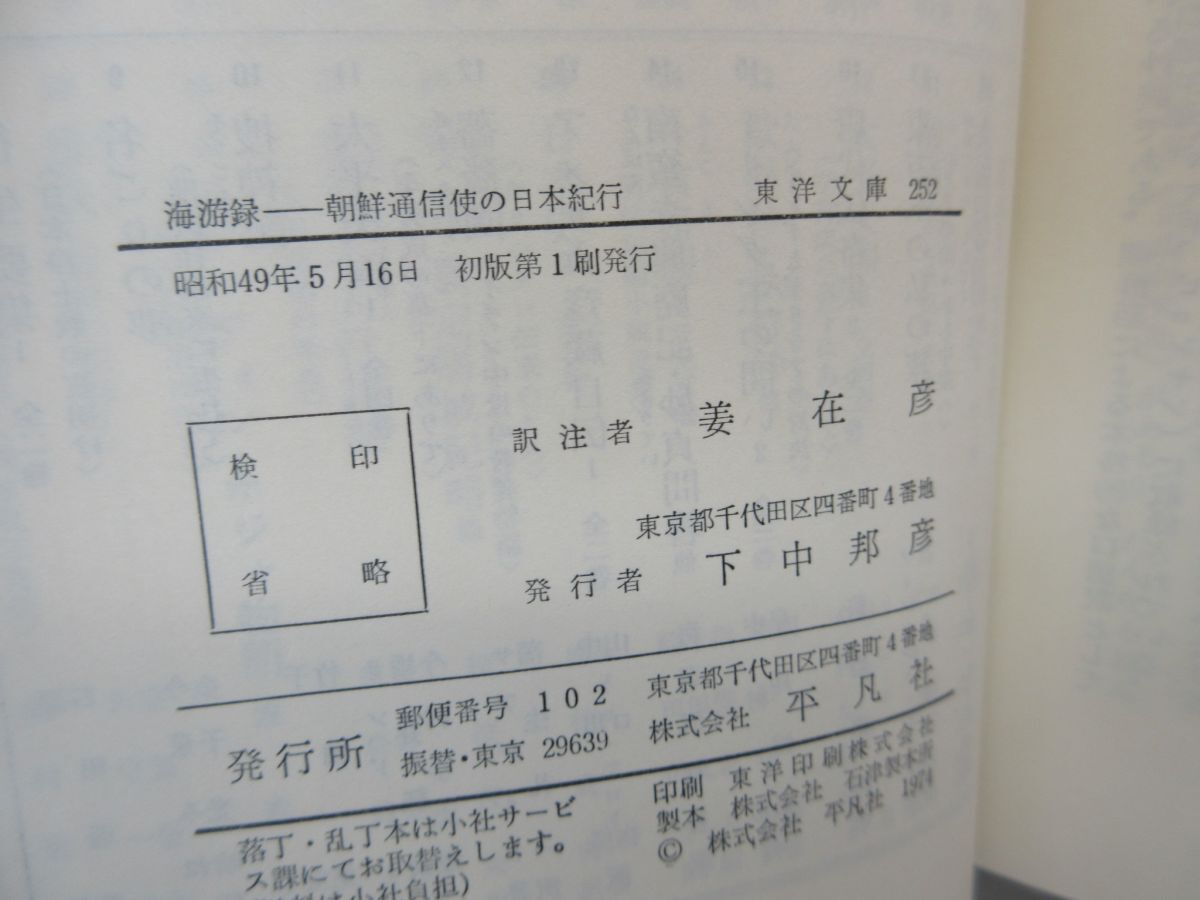 海游録――朝鮮通信使の日本紀行　東洋文庫 252
昭和49年5月16日　初版第1刷発行
検印
省略
訳注者　姜在彦
東京都千代田区四番町4番地
発行者　下中邦彦
発行所
郵便番号　102
振替・東京 29639
東京都千代田区四番町4番地
株式会社　平凡社
落丁・乱丁本は小社サービ
ス課にてお取替えします。
は小社負担)
印刷　東洋印刷株式会社
製本　株式会社　石津製本所
© 株式会社　平凡社　1974